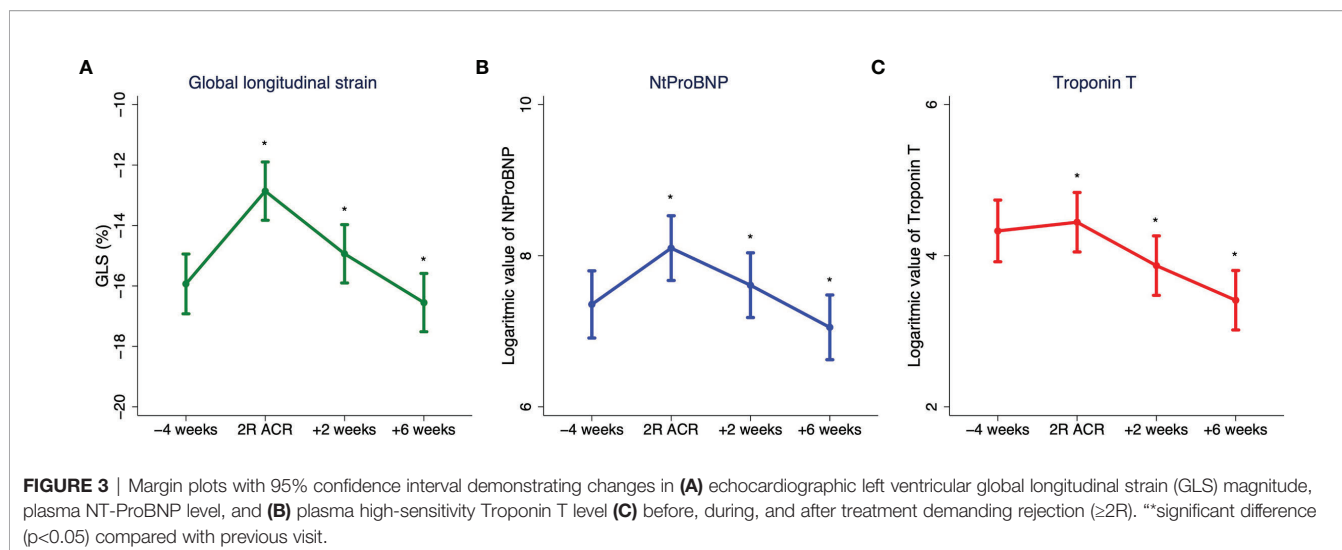 A
Global longitudinal strain
GLS (%)
−10
−12
−14
−16
−18
−20
*
*
*
−4 weeks
2R ACR
+2 weeks
+6 weeks
B
NtProBNP
Logaritmic value of NtProBNP
10
8
6
*
*
*
−4 weeks
2R ACR
+2 weeks
+6 weeks
C
Troponin T
Logaritmic value of Troponin T
6
4
2
*
*
*
−4 weeks
2R ACR
+2 weeks
+6 weeks
FIGURE 3 | Margin plots with 95% confidence interval demonstrating changes in (A) echocardiographic left ventricular global longitudinal strain (GLS) magnitude,
plasma NT-ProBNP level, and (B) plasma high-sensitivity Troponin T level (C) before, during, and after treatment demanding rejection (≥2R). “*significant difference
(p<0.05) compared with previous visit.